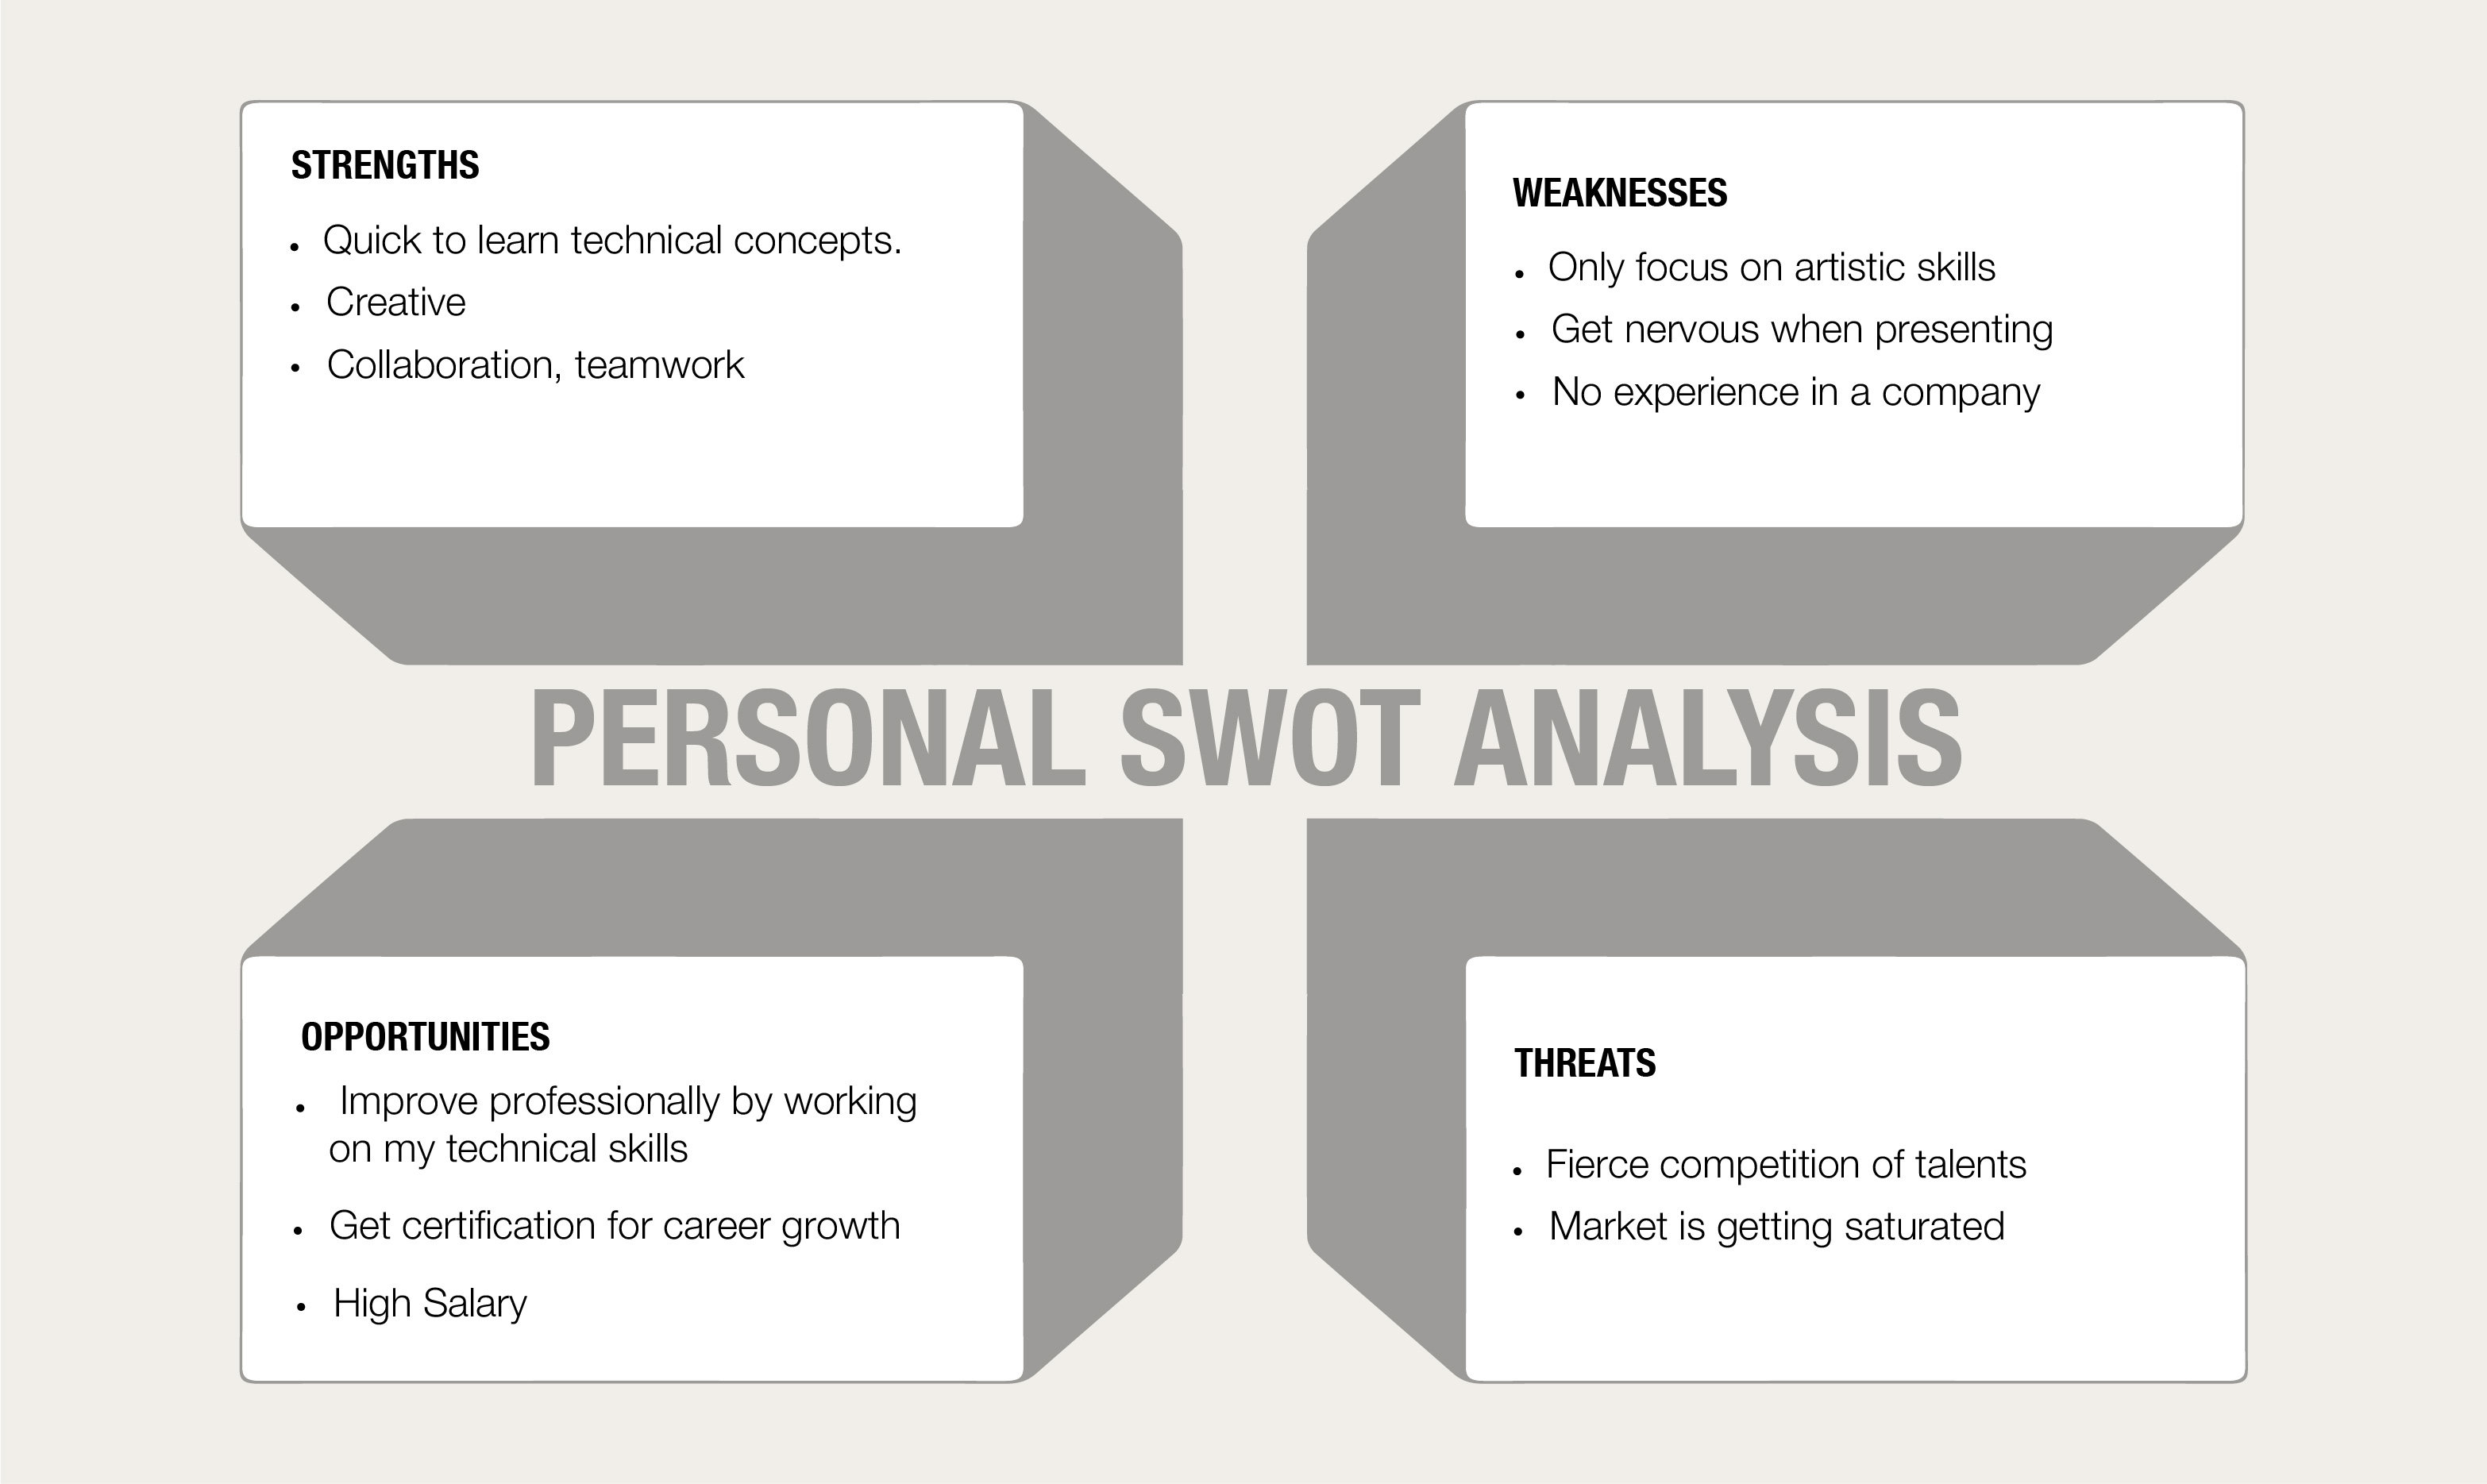 STRENGTHS
• Quick to learn technical concepts.
• Creative
• Collaboration, teamwork
WEAKNESSES
• Only focus on artistic skills
• Get nervous when presenting
• No experience in a company
PERSONAL SWOT ANALYSIS
OPPORTUNITIES
• Improve professionally by working
on my technical skills
• Get certification for career growth
• High Salary
THREATS
• Fierce competition of talents
• Market is getting saturated